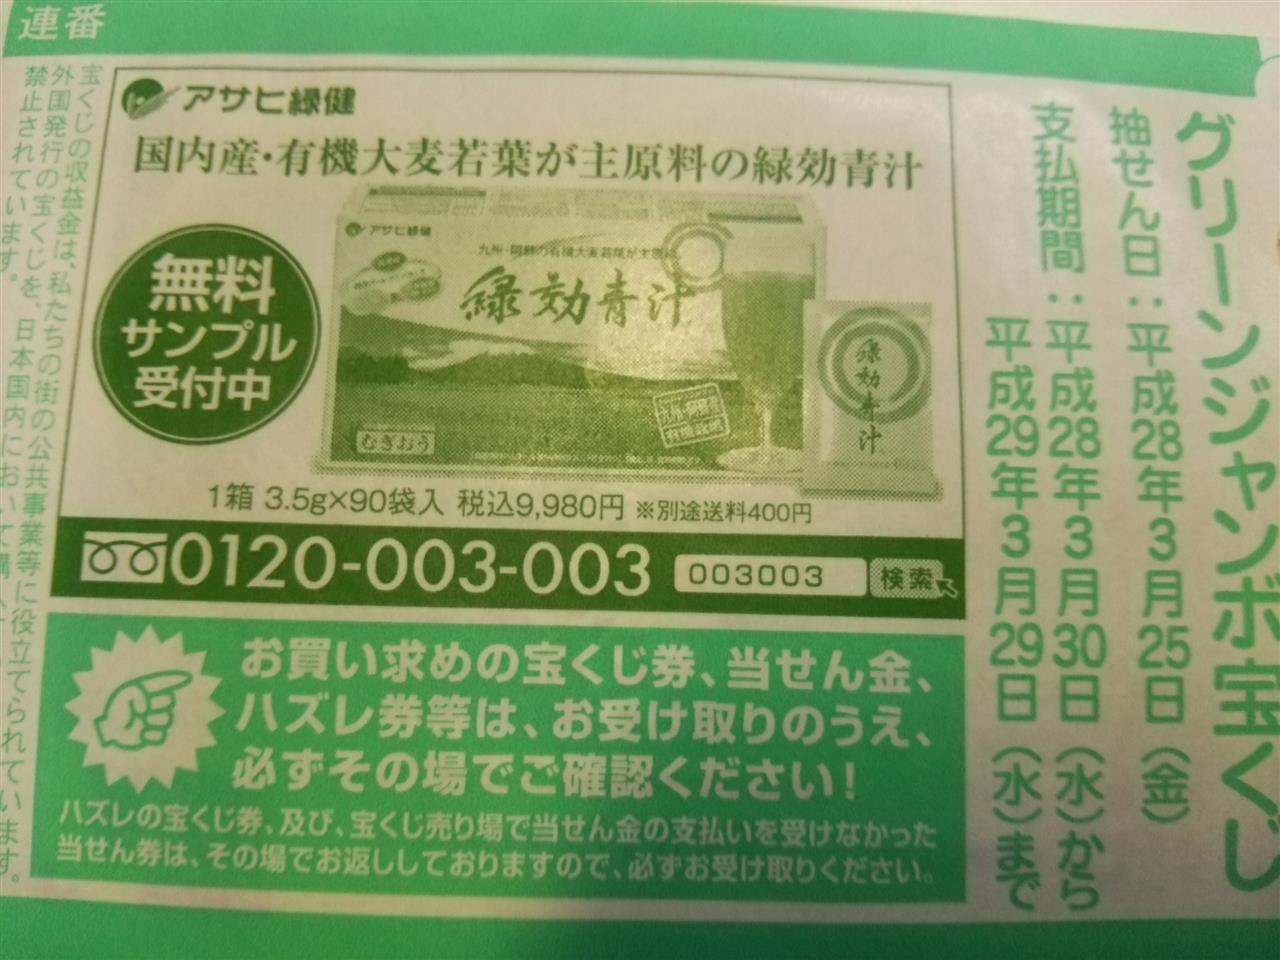 連番
グリーンジャンボ宝くじ
抽せん日：平成28年3月25日（金）
支払期間：平成28年3月30日（水）から
平成29年3月29日（水）まで
アサヒ緑健
国内産・有機大麦若葉が主原料の緑効青汁
無料
サンプル
受付中
アサヒ緑健
緑効青汁
むぎおう
緑効青汁
1箱 3.5g×90袋入 税込9,980円 ※別途送料400円
0120-003-003
003003
検索
お買い求めの宝くじ券、当せん金、
ハズレ券等は、お受け取りのうえ、
必ずその場でご確認ください！
ハズレの宝くじ券、及び、宝くじ売り場で当せん金の支払いを受けなかった
当せん券は、その場でお返ししておりますので、必ずお受け取りください。
宝くじの収益金は、私たちの街の公共事業等に役立てられています。
外国発行の宝くじを、日本国内において購入
禁止されています。